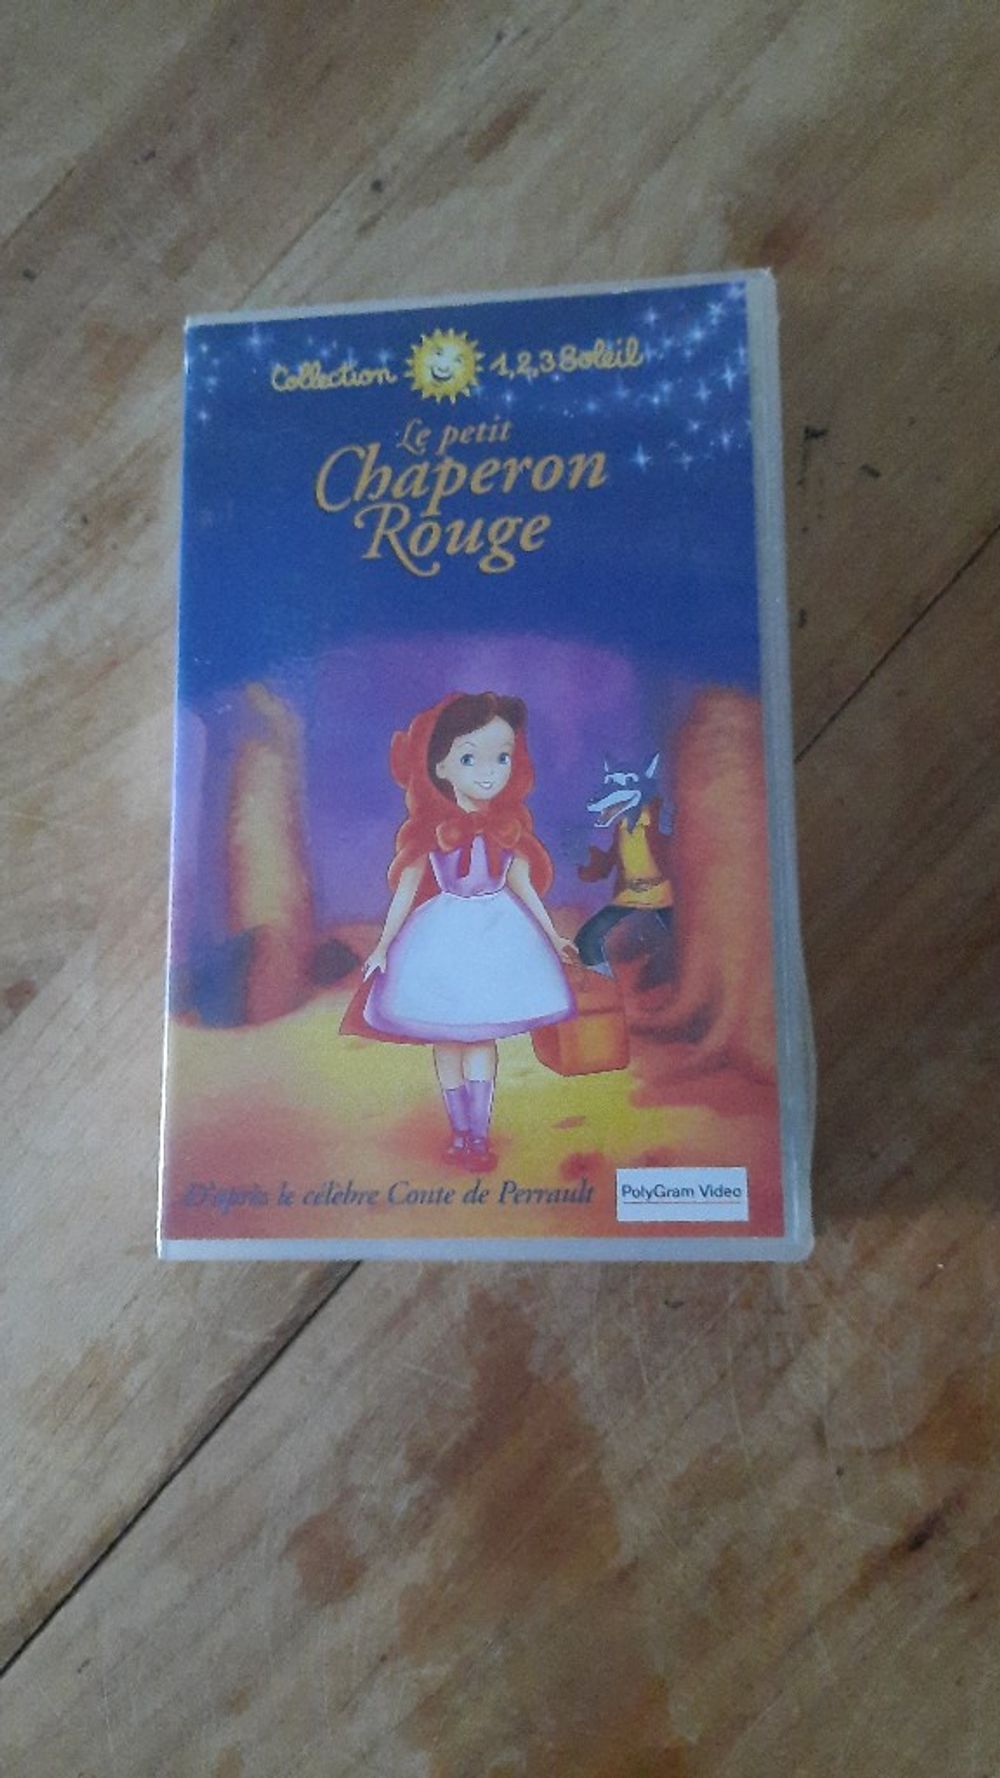 Collection 1,2,3 Soleil
Le petit
Chaperon
Rouge
D'après le célèbre Conte de Perrault
PolyGram Video